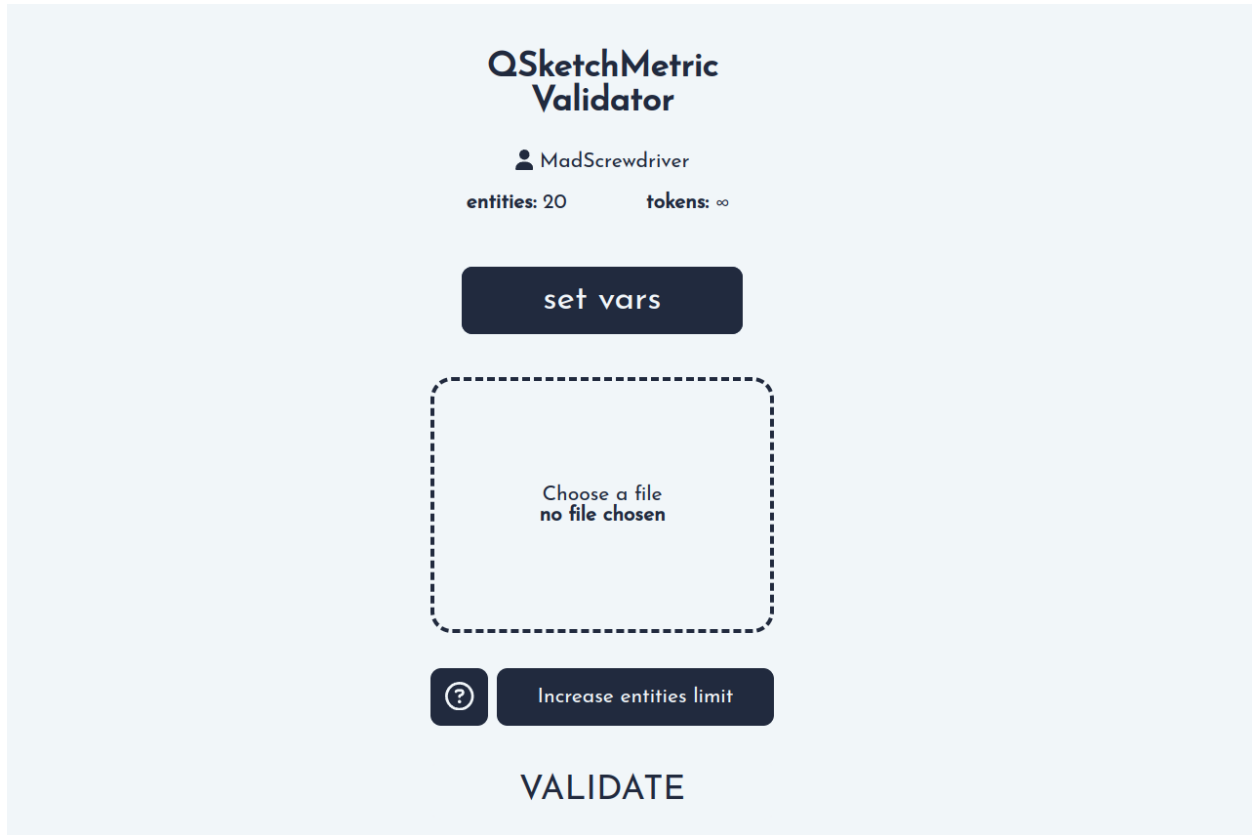 QSketchMetric
Validator
MadScrewdriver
entities: 20 tokens: ∞
set vars
Choose a file
no file chosen
? Increase entities limit
VALIDATE